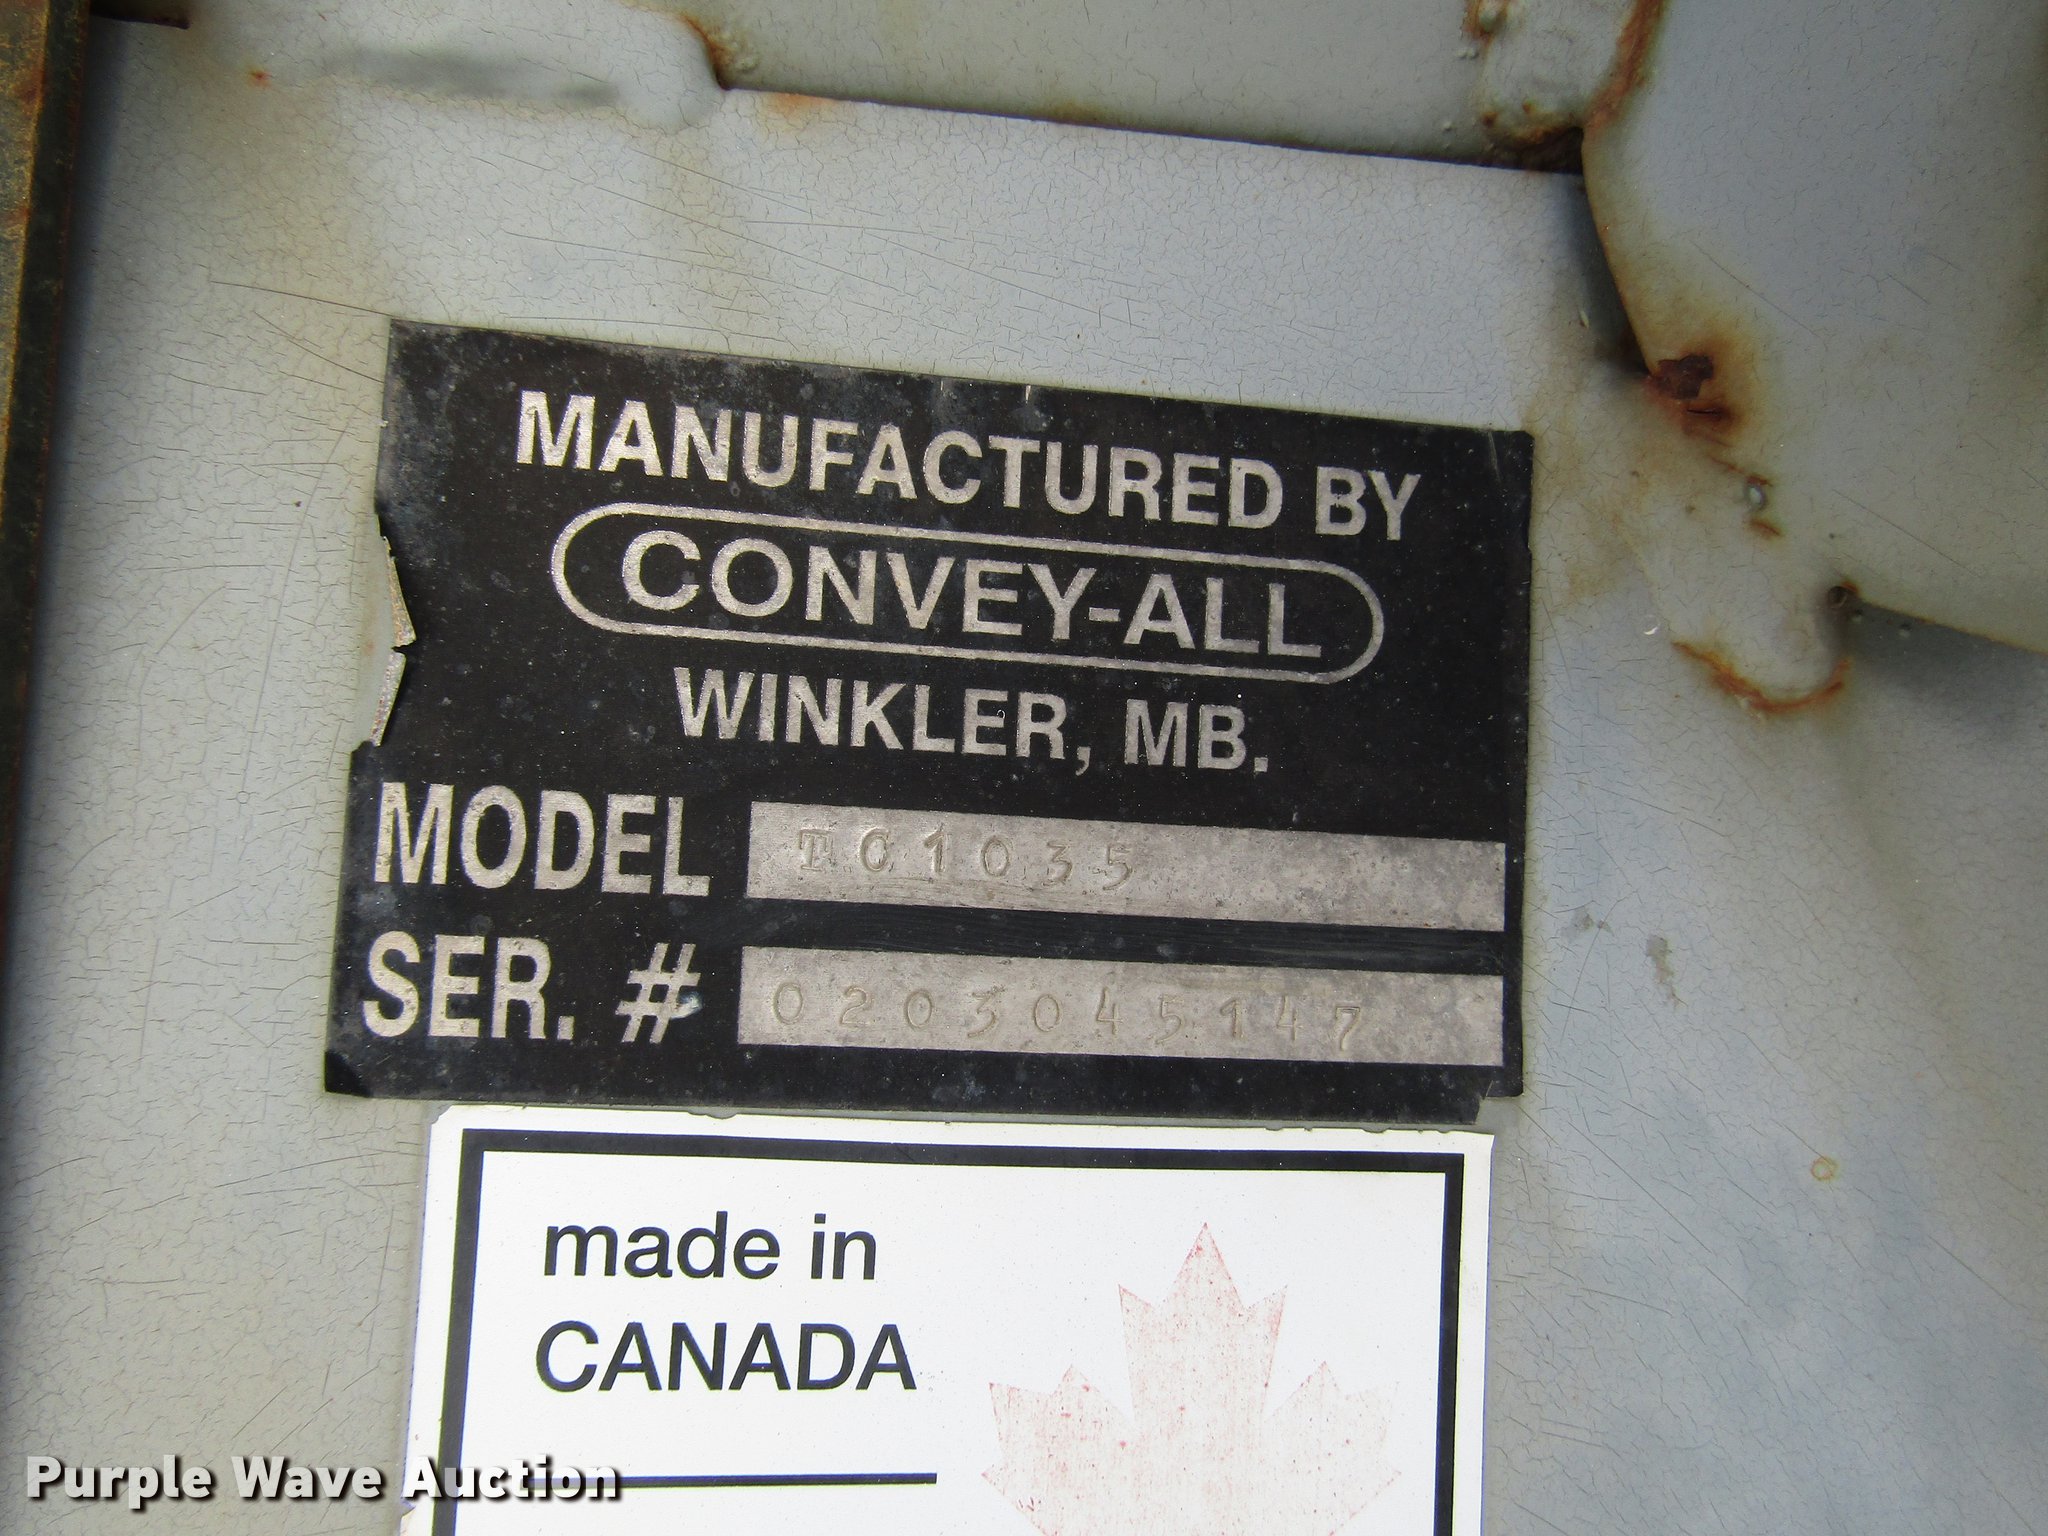 MANUFACTURED BY
CONVEY-ALL
WINKLER, MB.
MODEL TC1035
SER. # 0203045147
made in
CANADA
Purple Wave Auction